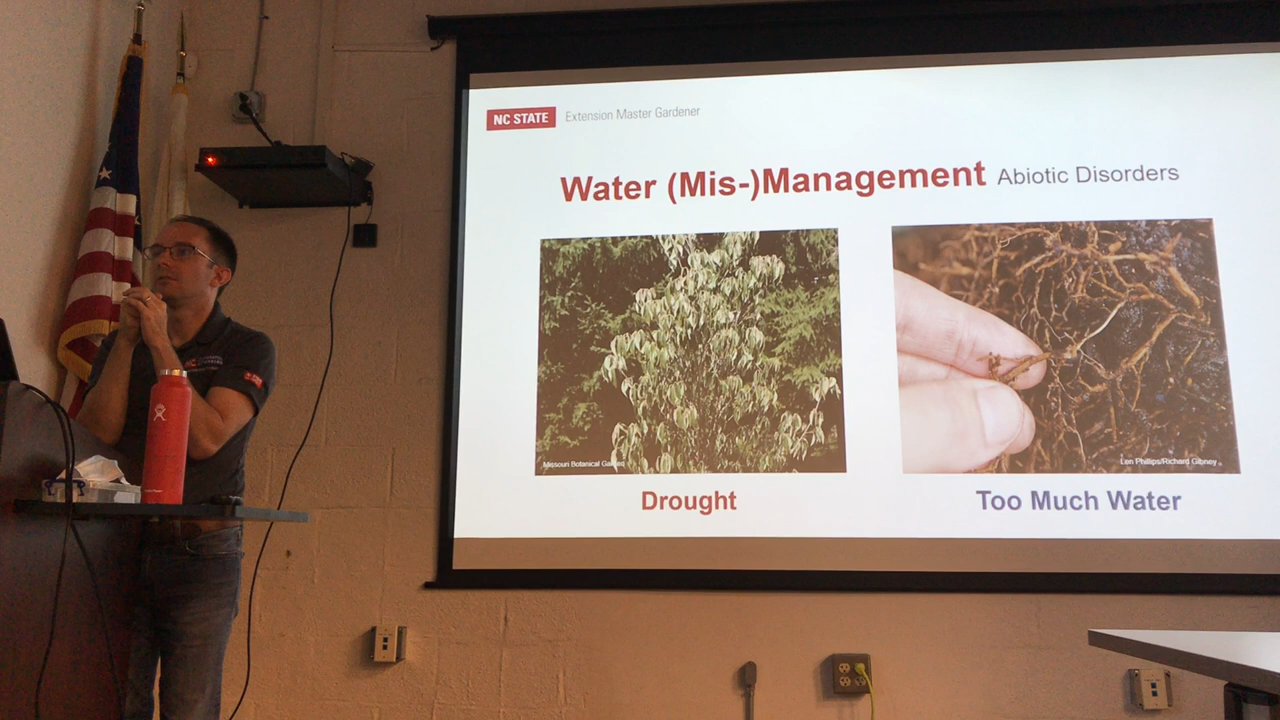 NC STATE Extension Master Gardener
Water (Mis-)Management Abiotic Disorders
Missouri Botanical Garden
Len Phillips/Richard Gibney
Drought
Too Much Water